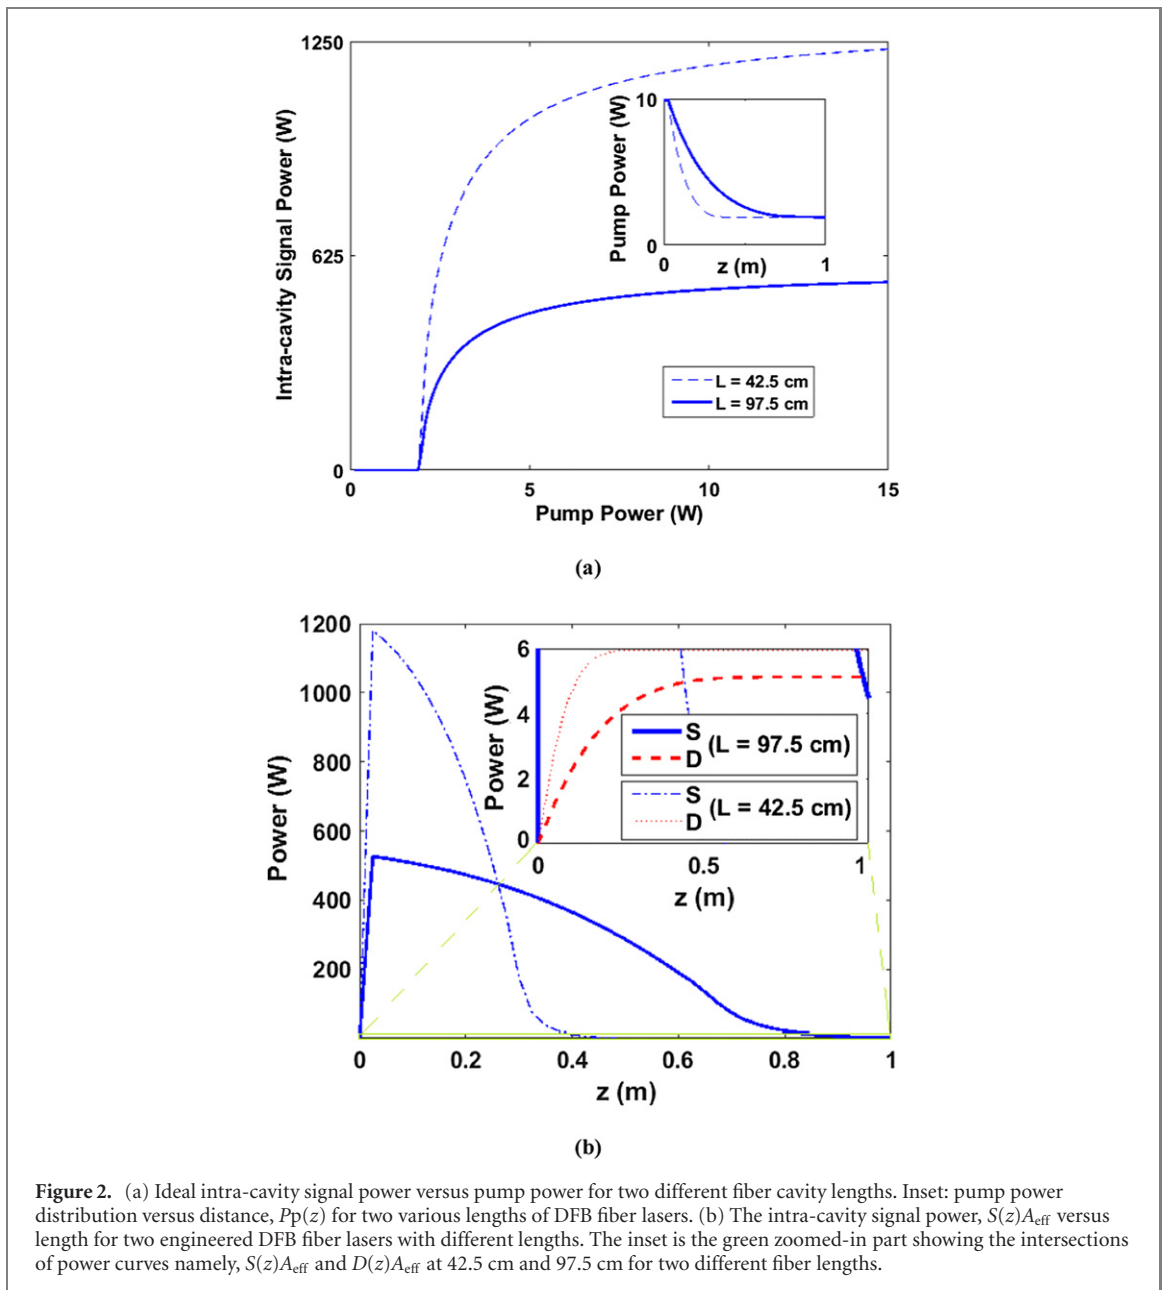 1250
625
0
Intra-cavity Signal Power (W)
10
0
Pump Power (W)
0
z (m)
1
L = 42.5 cm
L = 97.5 cm
0
5
10
15
Pump Power (W)
(a)
1200
1000
800
600
400
200
Power (W)
6
4
2
0
Power (W)
S
D
(L = 97.5 cm)
S
D
(L = 42.5 cm)
0
0.5
1
z (m)
0
0.2
0.4
0.6
0.8
1
z (m)
(b)
Figure 2. (a) Ideal intra-cavity signal power versus pump power for two different fiber cavity lengths. Inset: pump power
distribution versus distance, Pp(z) for two various lengths of DFB fiber lasers. (b) The intra-cavity signal power, S(z)A_eff versus
length for two engineered DFB fiber lasers with different lengths. The inset is the green zoomed-in part showing the intersections
of power curves namely, S(z)A_eff and D(z)A_eff at 42.5 cm and 97.5 cm for two different fiber lengths.